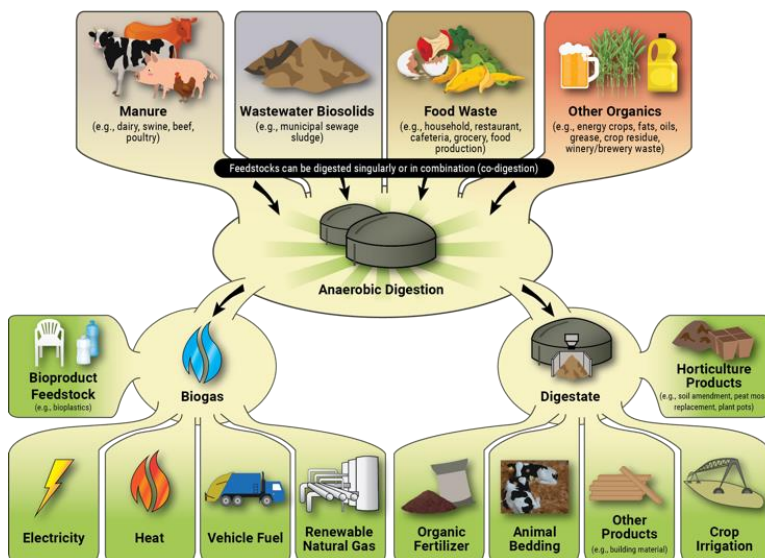 Manure
(e.g., dairy, swine, beef,
poultry)
Wastewater Biosolids
(e.g., municipal sewage
sludge)
Food Waste
(e.g., household, restaurant,
cafeteria, grocery, food
production)
Other Organics
(e.g., energy crops, fats, oils,
grease, crop residue,
winery/brewery waste)
Feedstocks can be digested singularly or in combination (co-digestion)
Anaerobic Digestion
Bioproduct
Feedstock
(e.g., bioplastics)
Biogas
Digestate
Horticulture
Products
(e.g., soil amendment, peat moss
replacement, plant pots)
Electricity
Heat
Vehicle Fuel
Renewable
Natural Gas
Organic
Fertilizer
Animal
Bedding
Other
Products
(e.g., building material)
Crop
Irrigation